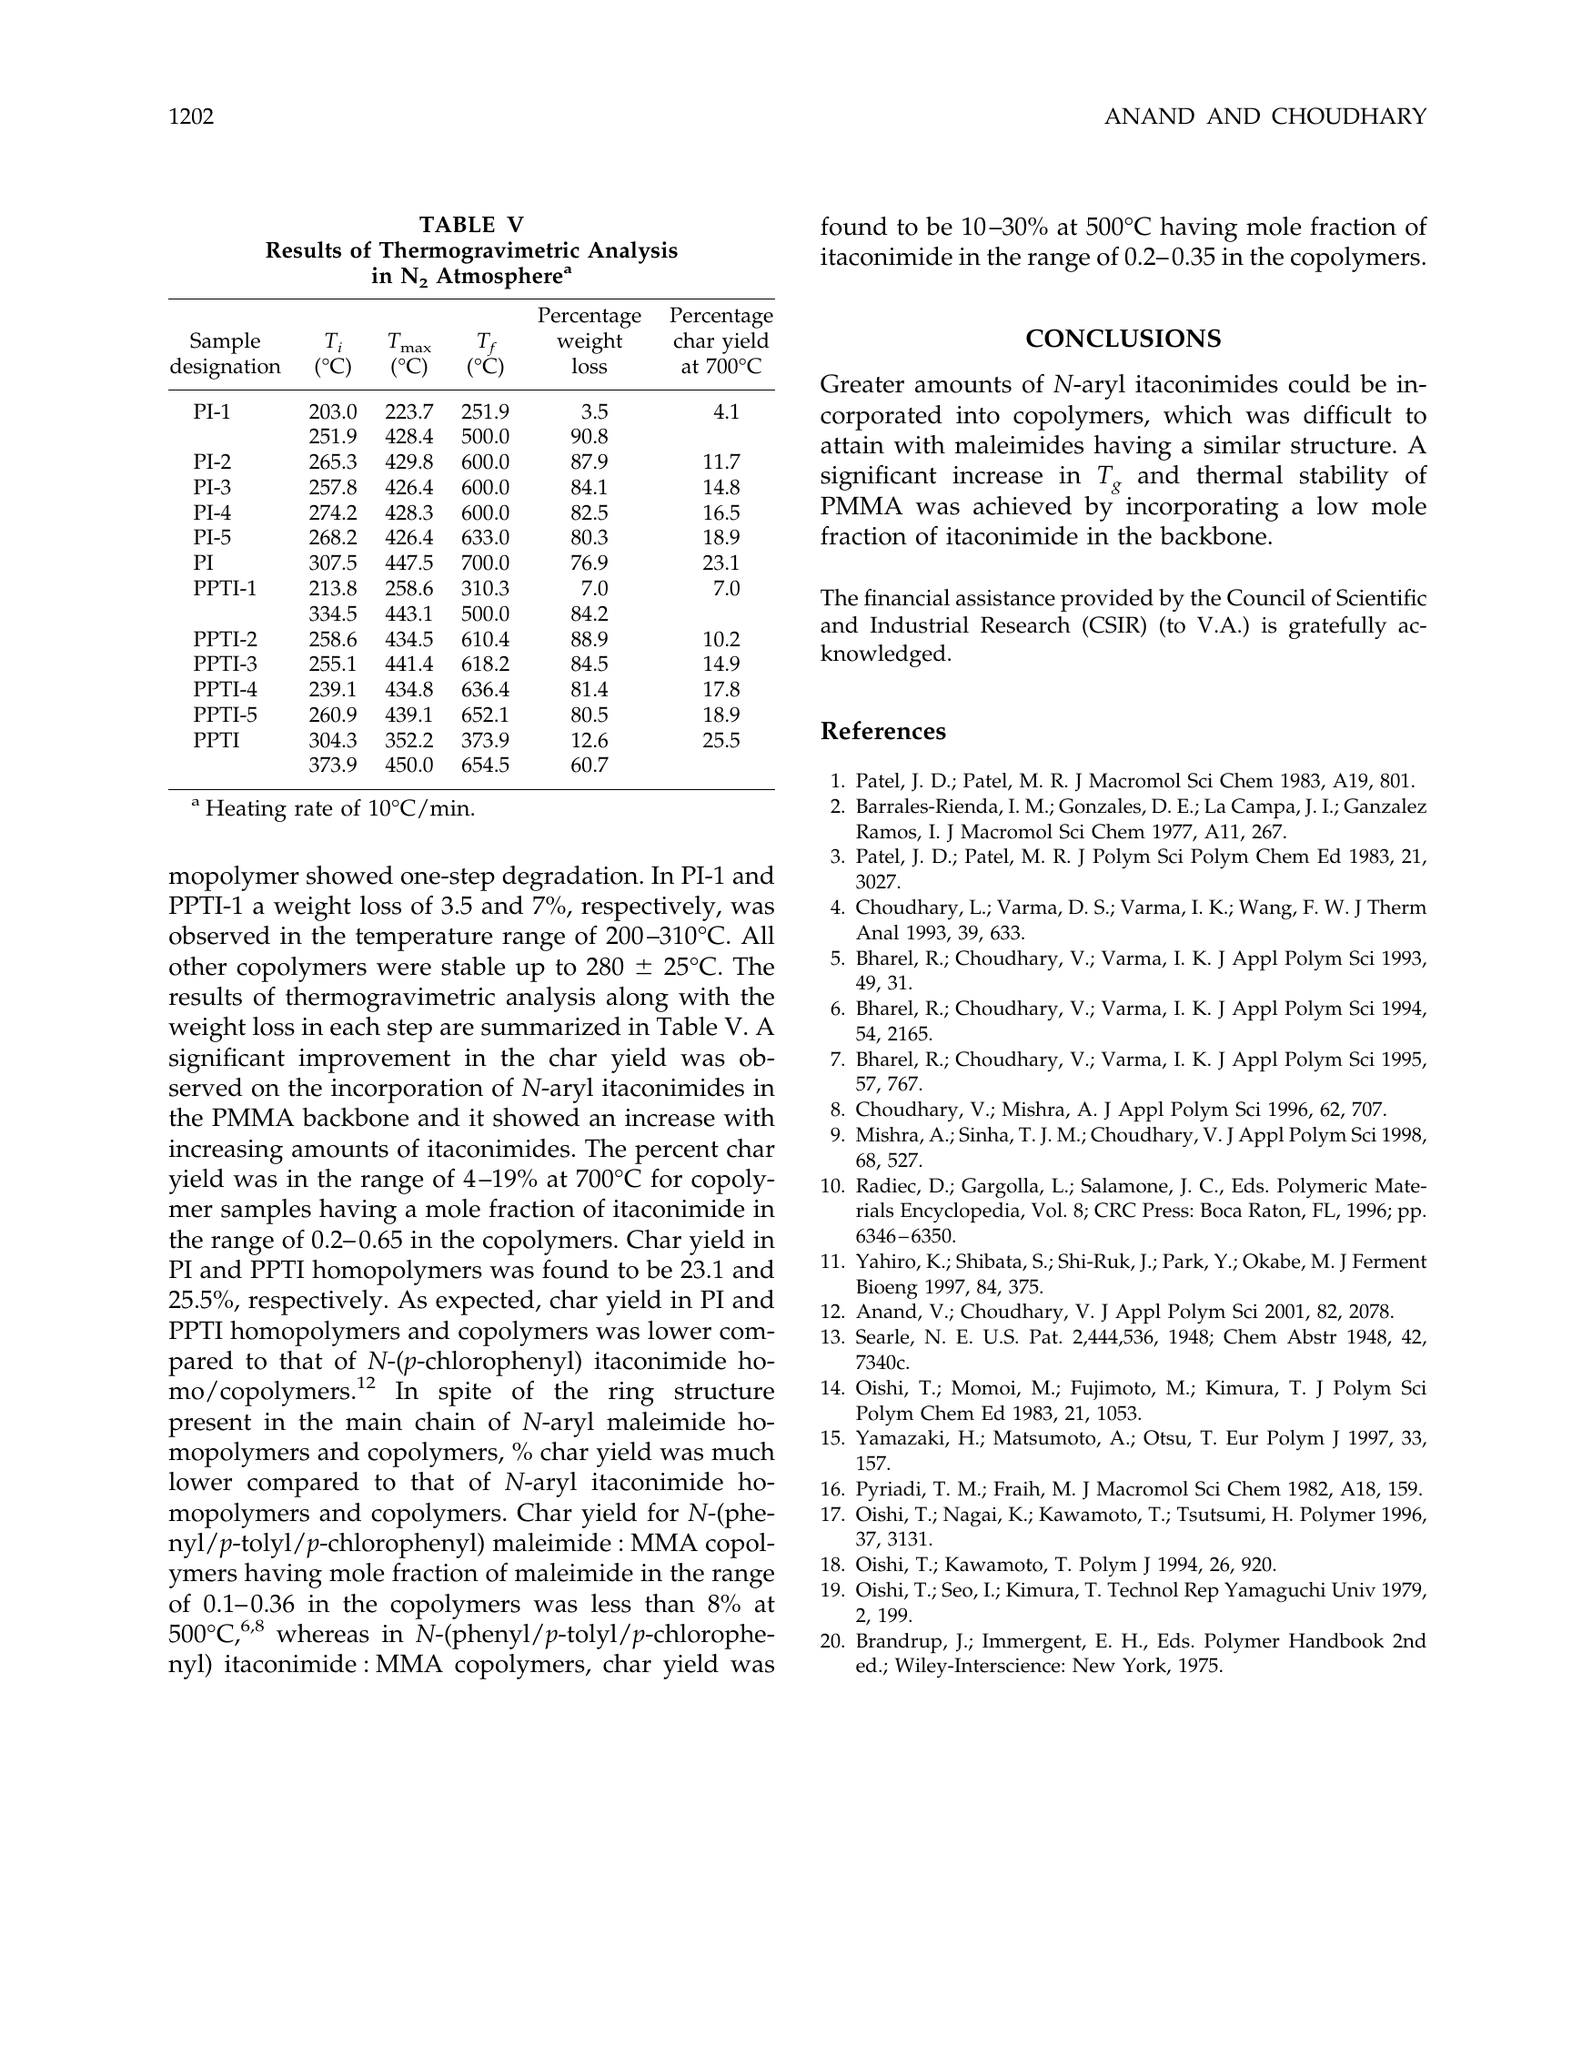 1202
ANAND AND CHOUDHARY
TABLE V
Results of Thermogravimetric Analysis
in N₂ Atmosphereᵃ
Sample designation Tᵢ (°C) Tmax (°C) Tf (°C) Percentage weight loss Percentage char yield at 700°C
PI-1 203.0 223.7 251.9 3.5 4.1
251.9 428.4 500.0 90.8
PI-2 265.3 429.8 600.0 87.9 11.7
PI-3 257.8 426.4 600.0 84.1 14.8
PI-4 274.2 428.3 600.0 82.5 16.5
PI-5 268.2 426.4 633.0 80.3 18.9
PI 307.5 447.5 700.0 76.9 23.1
PPTI-1 213.8 258.6 310.3 7.0 7.0
334.5 443.1 500.0 84.2
PPTI-2 258.6 434.5 610.4 88.9 10.2
PPTI-3 255.1 441.4 618.2 84.5 14.9
PPTI-4 239.1 434.8 636.4 81.4 17.8
PPTI-5 260.9 439.1 652.1 80.5 18.9
PPTI 304.3 352.2 373.9 12.6 25.5
373.9 450.0 654.5 60.7
ᵃ Heating rate of 10°C/min.
mopolymer showed one-step degradation. In PI-1 and
PPTI-1 a weight loss of 3.5 and 7%, respectively, was
observed in the temperature range of 200–310°C. All
other copolymers were stable up to 280 ± 25°C. The
results of thermogravimetric analysis along with the
weight loss in each step are summarized in Table V. A
significant improvement in the char yield was ob-
served on the incorporation of N-aryl itaconimides in
the PMMA backbone and it showed an increase with
increasing amounts of itaconimides. The percent char
yield was in the range of 4–19% at 700°C for copoly-
mer samples having a mole fraction of itaconimide in
the range of 0.2–0.65 in the copolymers. Char yield in
PI and PPTI homopolymers was found to be 23.1 and
25.5%, respectively. As expected, char yield in PI and
PPTI homopolymers and copolymers was lower com-
pared to that of N-(p-chlorophenyl) itaconimide ho-
mo/copolymers.¹² In spite of the ring structure
present in the main chain of N-aryl maleimide ho-
mopolymers and copolymers, % char yield was much
lower compared to that of N-aryl itaconimide ho-
mopolymers and copolymers. Char yield for N-(phe-
nyl/p-tolyl/p-chlorophenyl) maleimide : MMA copol-
ymers having mole fraction of maleimide in the range
of 0.1–0.36 in the copolymers was less than 8% at
500°C,⁶,⁸ whereas in N-(phenyl/p-tolyl/p-chlorophe-
nyl) itaconimide : MMA copolymers, char yield was
found to be 10–30% at 500°C having mole fraction of
itaconimide in the range of 0.2–0.35 in the copolymers.
CONCLUSIONS
Greater amounts of N-aryl itaconimides could be in-
corporated into copolymers, which was difficult to
attain with maleimides having a similar structure. A
significant increase in Tg and thermal stability of
PMMA was achieved by incorporating a low mole
fraction of itaconimide in the backbone.
The financial assistance provided by the Council of Scientific
and Industrial Research (CSIR) (to V.A.) is gratefully ac-
knowledged.
References
1. Patel, J. D.; Patel, M. R. J Macromol Sci Chem 1983, A19, 801.
2. Barrales-Rienda, I. M.; Gonzales, D. E.; La Campa, J. I.; Ganzalez
Ramos, I. J Macromol Sci Chem 1977, A11, 267.
3. Patel, J. D.; Patel, M. R. J Polym Sci Polym Chem Ed 1983, 21,
3027.
4. Choudhary, L.; Varma, D. S.; Varma, I. K.; Wang, F. W. J Therm
Anal 1993, 39, 633.
5. Bharel, R.; Choudhary, V.; Varma, I. K. J Appl Polym Sci 1993,
49, 31.
6. Bharel, R.; Choudhary, V.; Varma, I. K. J Appl Polym Sci 1994,
54, 2165.
7. Bharel, R.; Choudhary, V.; Varma, I. K. J Appl Polym Sci 1995,
57, 767.
8. Choudhary, V.; Mishra, A. J Appl Polym Sci 1996, 62, 707.
9. Mishra, A.; Sinha, T. J. M.; Choudhary, V. J Appl Polym Sci 1998,
68, 527.
10. Radiec, D.; Gargolla, L.; Salamone, J. C., Eds. Polymeric Mate-
rials Encyclopedia, Vol. 8; CRC Press: Boca Raton, FL, 1996; pp.
6346–6350.
11. Yahiro, K.; Shibata, S.; Shi-Ruk, J.; Park, Y.; Okabe, M. J Ferment
Bioeng 1997, 84, 375.
12. Anand, V.; Choudhary, V. J Appl Polym Sci 2001, 82, 2078.
13. Searle, N. E. U.S. Pat. 2,444,536, 1948; Chem Abstr 1948, 42,
7340c.
14. Oishi, T.; Momoi, M.; Fujimoto, M.; Kimura, T. J Polym Sci
Polym Chem Ed 1983, 21, 1053.
15. Yamazaki, H.; Matsumoto, A.; Otsu, T. Eur Polym J 1997, 33,
157.
16. Pyriadi, T. M.; Fraih, M. J Macromol Sci Chem 1982, A18, 159.
17. Oishi, T.; Nagai, K.; Kawamoto, T.; Tsutsumi, H. Polymer 1996,
37, 3131.
18. Oishi, T.; Kawamoto, T. Polym J 1994, 26, 920.
19. Oishi, T.; Seo, I.; Kimura, T. Technol Rep Yamaguchi Univ 1979,
2, 199.
20. Brandrup, J.; Immergent, E. H., Eds. Polymer Handbook 2nd
ed.; Wiley-Interscience: New York, 1975.